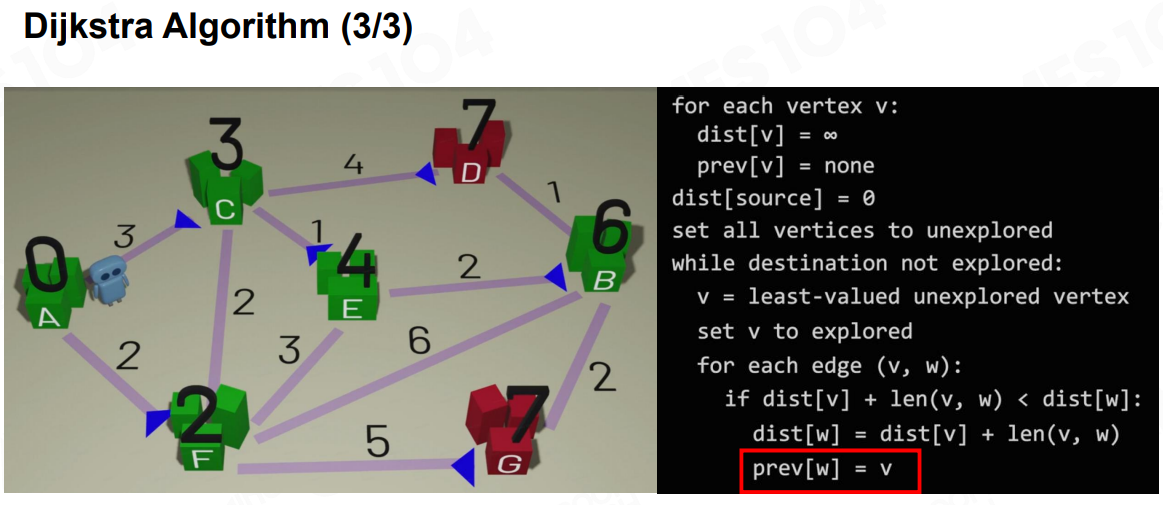 Dijkstra Algorithm (3/3)
3
7
C
4
D
1
3
1
6
0
4
2
B
A
E
2
2
3
6
2
2
7
F
5
G
for each vertex v:
dist[v] = ∞
prev[v] = none
dist[source] = 0
set all vertices to unexplored
while destination not explored:
v = least-valued unexplored vertex
set v to explored
for each edge (v, w):
if dist[v] + len(v, w) < dist[w]:
dist[w] = dist[v] + len(v, w)
prev[w] = v